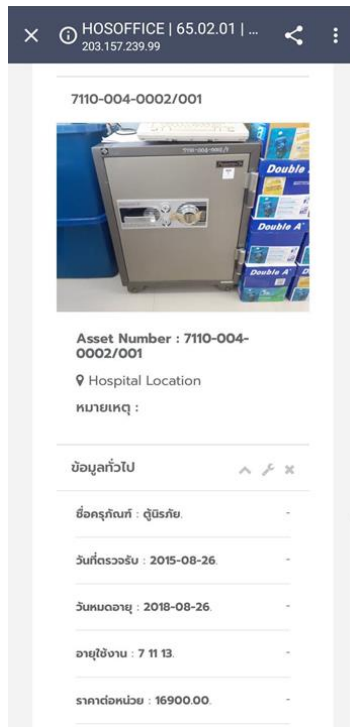 HOSOFFICE | 65.02.01 | ...
203.157.239.99
7110-004-0002/001
7110-004-0002/1
Double A
Double A
Double A
Asset Number : 7110-004-
0002/001
Hospital Location
หมายเหตุ :
ข้อมูลทั่วไป
ชื่อครุภัณฑ์ : ตู้นิรภัย. -
วันที่ตรวจรับ : 2015-08-26. -
วันหมดอายุ : 2018-08-26. -
อายุใช้งาน : 7 11 13. -
ราคาต่อหน่วย : 16900.00. -